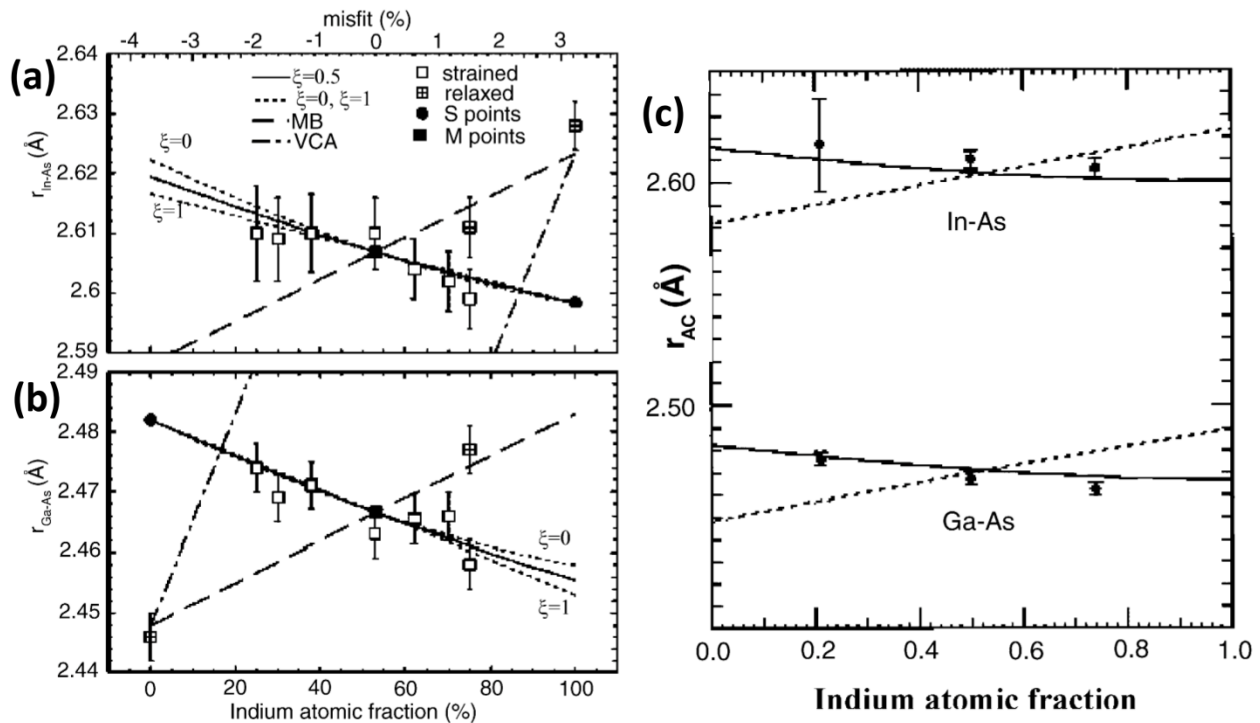 misfit (%)
-4 -3 -2 -1 0 1 2 3
(a)
2.64
2.63
2.62
2.61
2.60
2.59
r In-As (Å)
ξ=0.5
ξ=0, ξ=1
MB
VCA
strained
relaxed
S points
M points
ξ=0
ξ=1
(b)
2.49
2.48
2.47
2.46
2.45
2.44
r Ga-As (Å)
ξ=0
ξ=1
0 20 40 60 80 100
Indium atomic fraction (%)
(c)
2.60
2.50
r AC (Å)
In-As
Ga-As
0.0 0.2 0.4 0.6 0.8 1.0
Indium atomic fraction